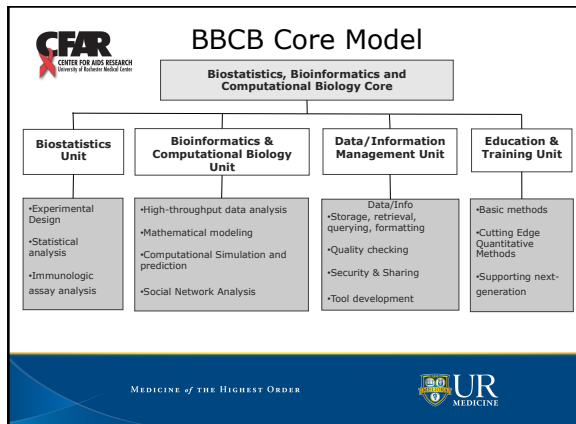 CFAR
CENTER FOR AIDS RESEARCH
University of Rochester Medical Center
BBCB Core Model
Biostatistics, Bioinformatics and
Computational Biology Core
Biostatistics
Unit
Bioinformatics &
Computational Biology
Unit
Data/Information
Management Unit
Education &
Training Unit
•Experimental
Design
•Statistical
analysis
•Immunologic
assay analysis
•High-throughput data analysis
•Mathematical modeling
•Computational Simulation and
prediction
•Social Network Analysis
Data/Info
•Storage, retrieval,
querying, formatting
•Quality checking
•Security & Sharing
•Tool development
•Basic methods
•Cutting Edge
Quantitative
Methods
•Supporting next-
generation
MEDICINE of THE HIGHEST ORDER
MELIORA
UR
MEDICINE